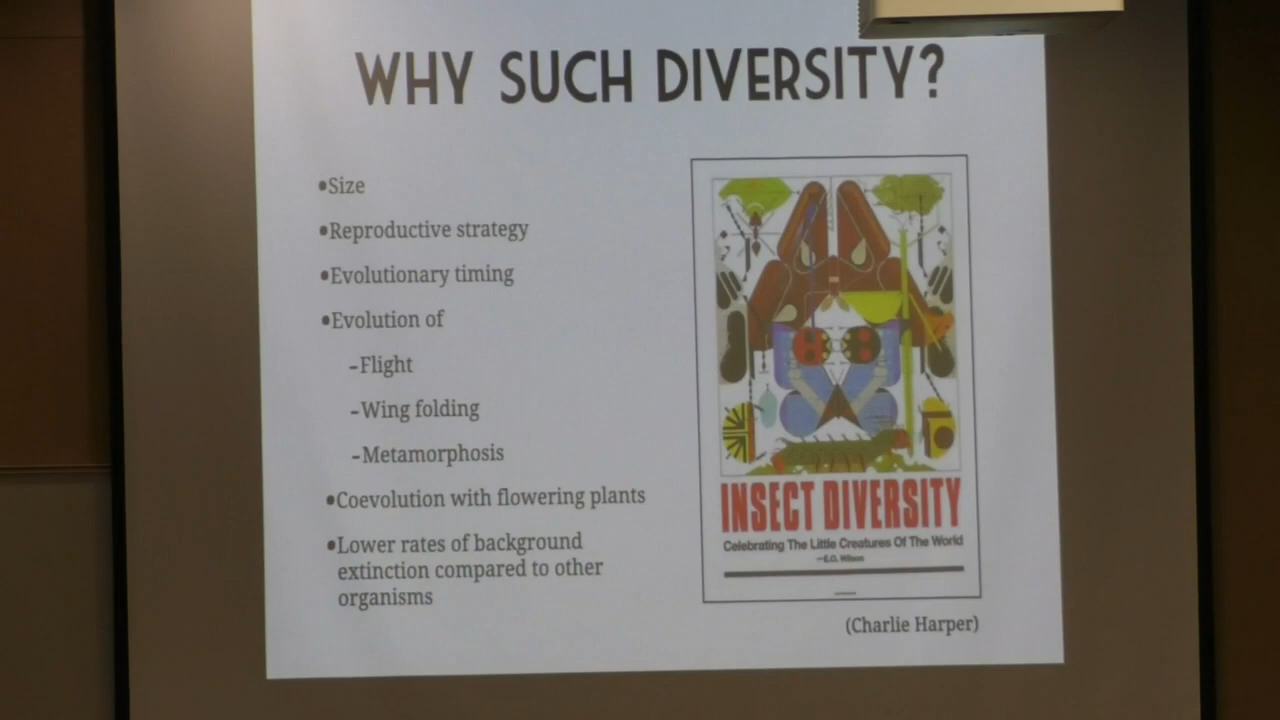 WHY SUCH DIVERSITY?
•Size
•Reproductive strategy
•Evolutionary timing
•Evolution of
-Flight
-Wing folding
-Metamorphosis
•Coevolution with flowering plants
•Lower rates of background
extinction compared to other
organisms
INSECT DIVERSITY
Celebrating The Little Creatures Of The World
—E.O. Wilson
(Charlie Harper)